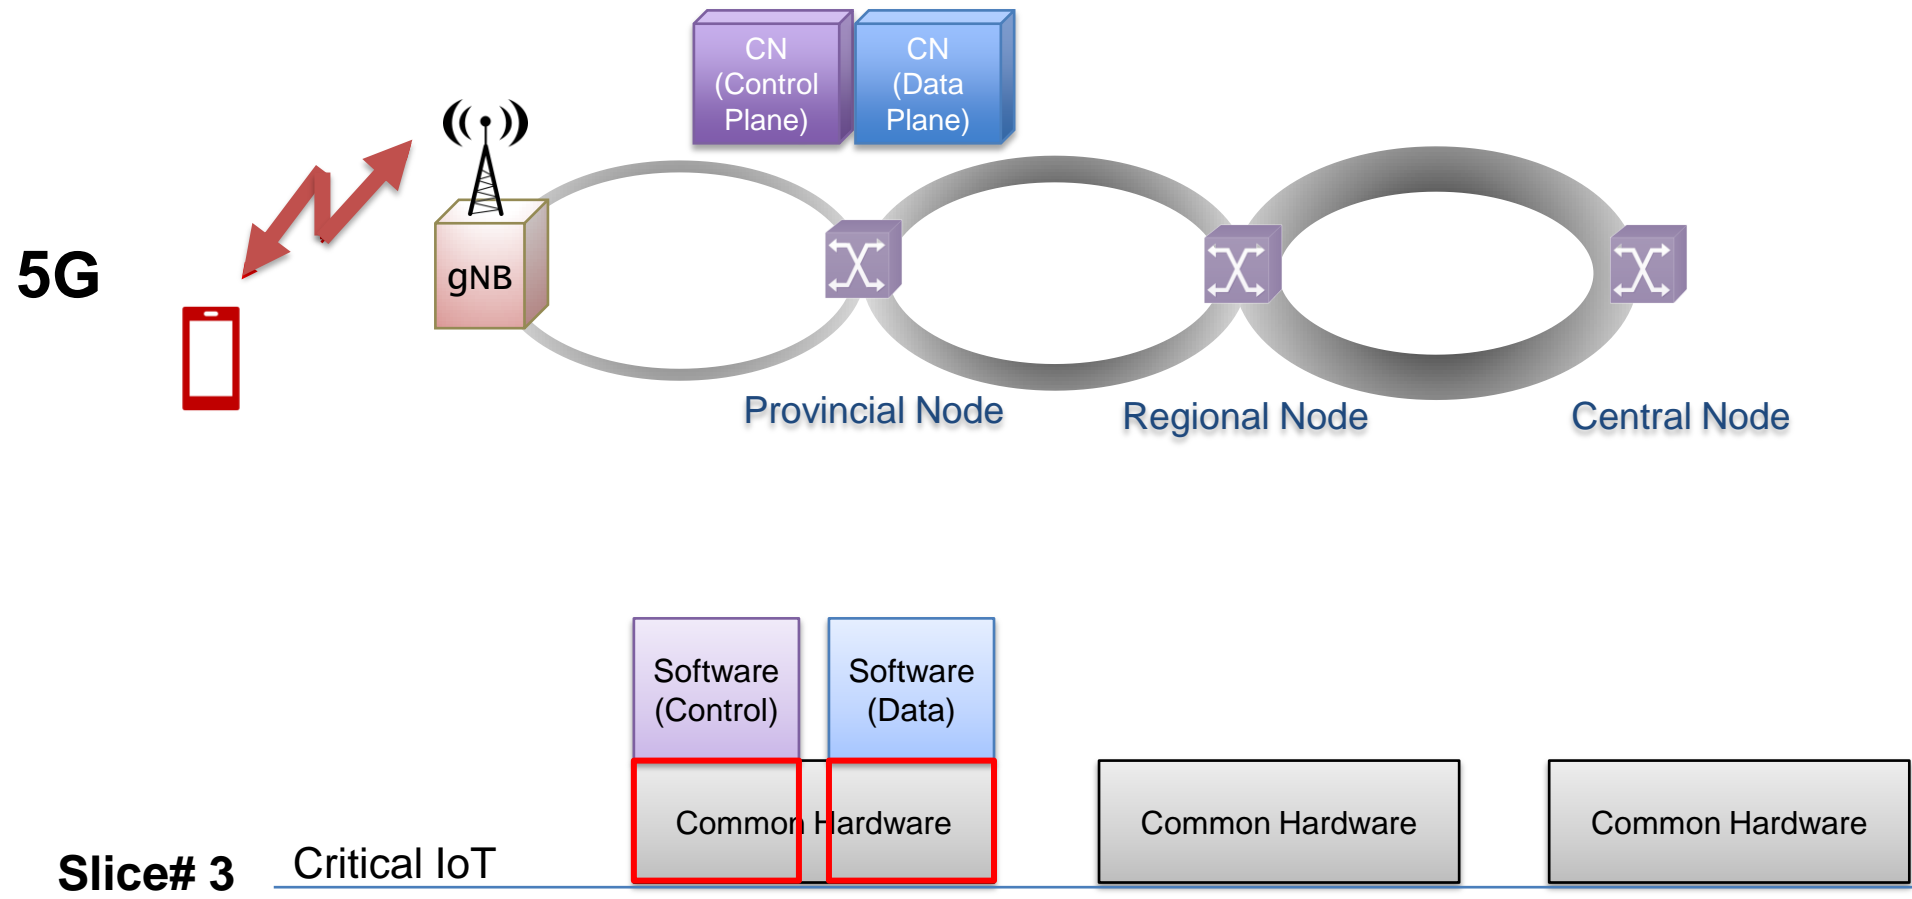 CN
(Control
Plane)
CN
(Data
Plane)
5G
gNB
Provincial Node
Regional Node
Central Node
Software
(Control)
Software
(Data)
Common Hardware
Common Hardware
Common Hardware
Slice# 3
Critical IoT